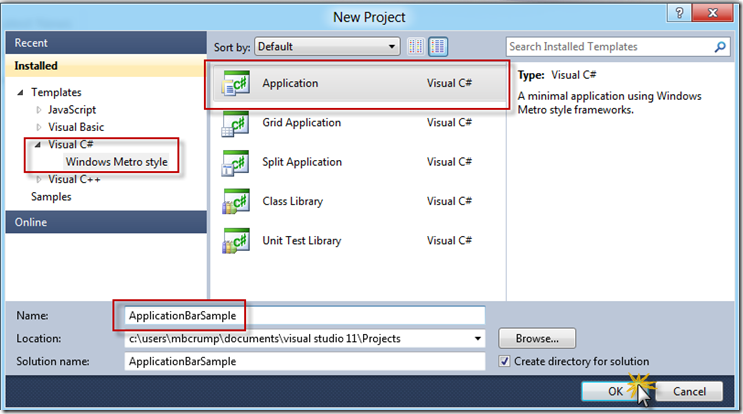 New Project
?
Recent
Installed
Templates
JavaScript
Visual Basic
Visual C#
Windows Metro style
Visual C++
Samples
Online
Sort by: Default
Search Installed Templates
C# Application Visual C#
C# Grid Application Visual C#
C# Split Application Visual C#
C# Class Library Visual C#
C# Unit Test Library Visual C#
Type: Visual C#
A minimal application using Windows
Metro style frameworks.
Name: ApplicationBarSample
Location: c:\users\mbcrump\documents\visual studio 11\Projects Browse...
Solution name: ApplicationBarSample Create directory for solution
OK Cancel